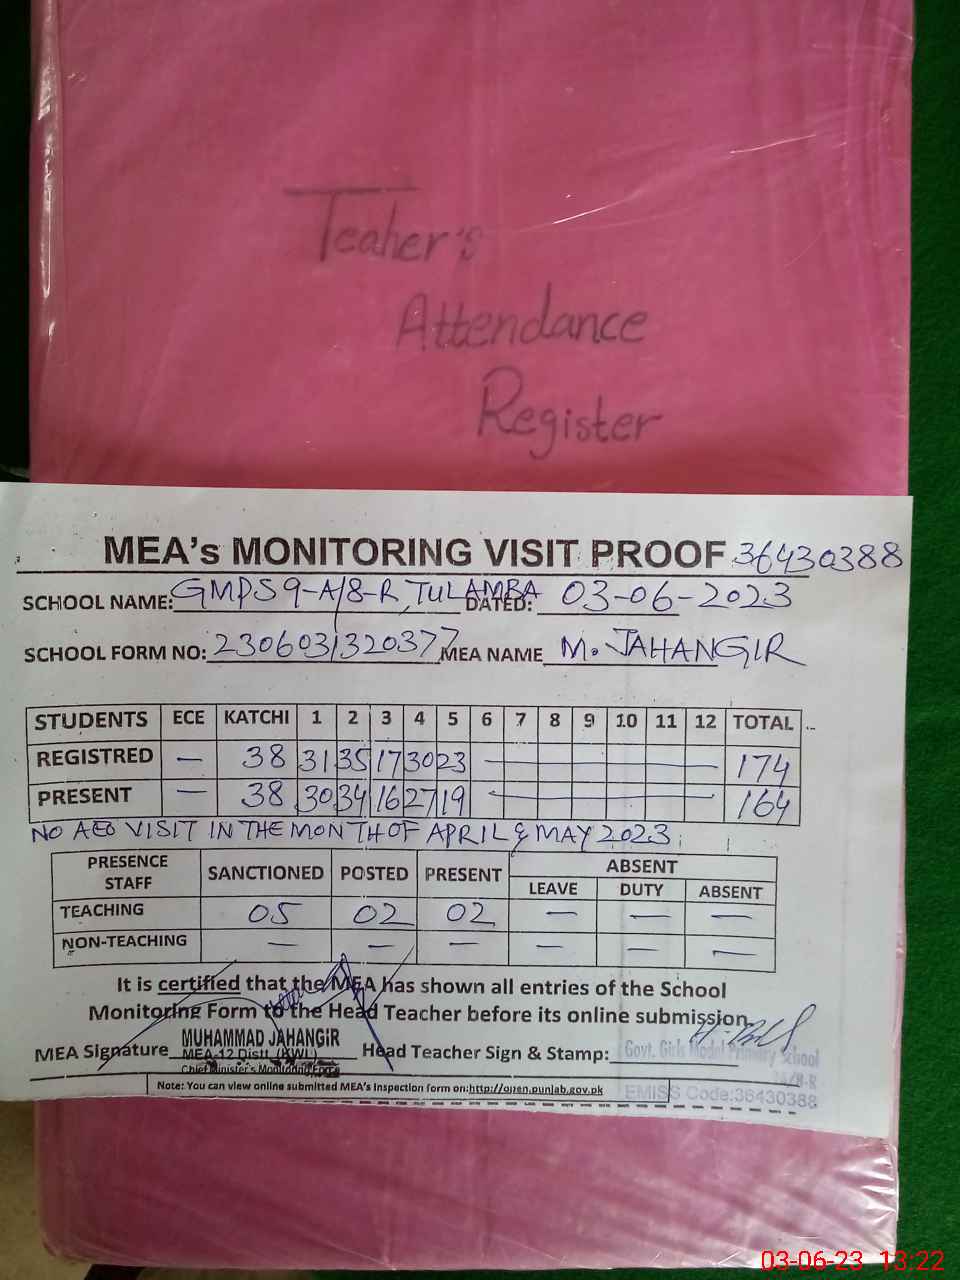 Teaher's
Attendance
Register
MEA's MONITORING VISIT PROOF 36430388
SCHOOL NAME: GMPS 9-A/8-R, TULAMBA DATED: 03-06-2023
SCHOOL FORM NO: 2306031320377 MEA NAME M. JAHANGIR
STUDENTS ECE KATCHI 1 2 3 4 5 6 7 8 9 10 11 12 TOTAL
REGISTRED — 38 31 35 17 30 23 — 174
PRESENT — 38 30 34 16 27 19 — 164
NO AEO VISIT IN THE MONTH OF APRIL & MAY 2023
PRESENCE STAFF SANCTIONED POSTED PRESENT ABSENT
LEAVE DUTY ABSENT
TEACHING 05 02 02 — — —
NON-TEACHING — — — — — —
It is certified that the MEA has shown all entries of the School
Monitoring Form to the Head Teacher before its online submission
MUHAMMAD JAHANGIR
MEA Signature MEA-12 Distt. (KWL) Head Teacher Sign & Stamp: Govt. Girls Model Primary School
Chief Minister's Monitoring Force
/8-R
Note: You can view online submitted MEA's inspection form on:http://open.punjab.gov.pk
EMISS Code:36430388
03-06-23 13:22